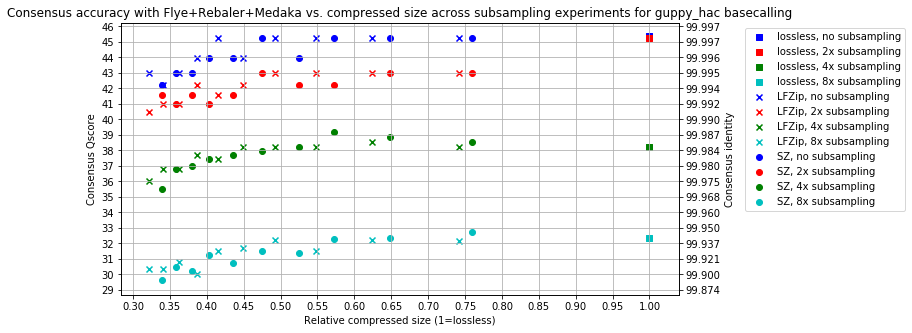 Consensus accuracy with Flye+Rebaler+Medaka vs. compressed size across subsampling experiments for guppy_hac basecalling
46
45
44
43
42
41
40
39
38
37
36
35
34
33
32
31
30
29
Consensus Qscore
0.30 0.35 0.40 0.45 0.50 0.55 0.60 0.65 0.70 0.75 0.80 0.85 0.90 0.95 1.00
Relative compressed size (1=lossless)
99.997
99.997
99.996
99.995
99.994
99.992
99.990
99.987
99.984
99.980
99.975
99.968
99.960
99.950
99.937
99.921
99.900
99.874
Consensus identity
lossless, no subsampling
lossless, 2x subsampling
lossless, 4x subsampling
lossless, 8x subsampling
LFZip, no subsampling
LFZip, 2x subsampling
LFZip, 4x subsampling
LFZip, 8x subsampling
SZ, no subsampling
SZ, 2x subsampling
SZ, 4x subsampling
SZ, 8x subsampling